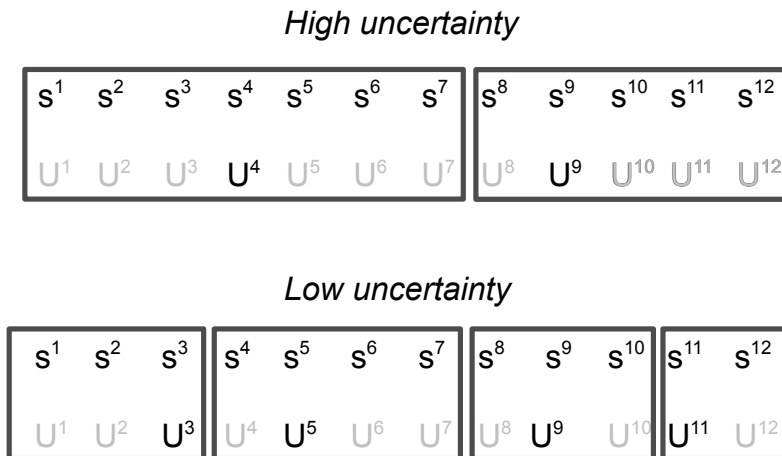 High uncertainty
s¹ s² s³ s⁴ s⁵ s⁶ s⁷ s⁸ s⁹ s¹⁰ s¹¹ s¹²
U¹ U² U³ U⁴ U⁵ U⁶ U⁷ U⁸ U⁹ U¹⁰ U¹¹ U¹²
Low uncertainty
s¹ s² s³ s⁴ s⁵ s⁶ s⁷ s⁸ s⁹ s¹⁰ s¹¹ s¹²
U¹ U² U³ U⁴ U⁵ U⁶ U⁷ U⁸ U⁹ U¹⁰ U¹¹ U¹²